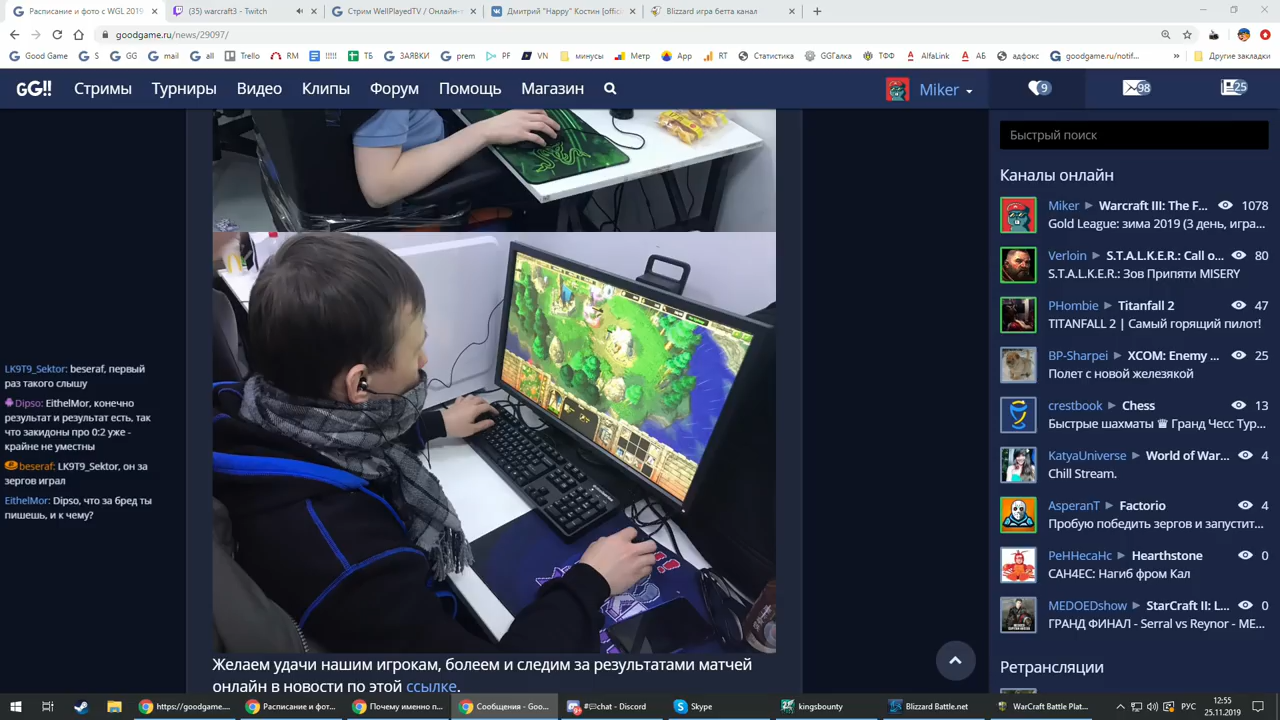 Расписание и фото с WGL 2019
(35) warcraft3 - Twitch
Стрим WellPlayedTV / Онлайн
Дмитрий "Happy" Костин [offic
Blizzard игра бетта канал
goodgame.ru/news/29097/
Good Game
S
GG
mail
all
Trello
RM
!!!!
ТБ
ЗАЯВКИ
prem
PF
VN
минусы
Метр
App
RT
Статистика
GGГалка
ТФФ
AlfaLink
АБ
адфокс
goodgame.ru/notif...
Другие закладки
GG!!
Стримы
Турниры
Видео
Клипы
Форум
Помощь
Магазин
Miker
9
98
25
Быстрый поиск
Каналы онлайн
Miker Warcraft III: The F... 1078
Gold League: зима 2019 (3 день, игра...
Verloin S.T.A.L.K.E.R.: Call o... 80
S.T.A.L.K.E.R.: Зов Припяти MISERY
PHombie Titanfall 2 47
TITANFALL 2 | Самый горящий пилот!
BP-Sharpei XCOM: Enemy ... 25
Полет с новой железякой
crestbook Chess 13
Быстрые шахматы ♛ Гранд Чесс Тур...
KatyaUniverse World of War... 4
Chill Stream.
AsperanT Factorio 4
Пробую победить зергов и запустит...
PeHHecaHc Hearthstone 0
CAH4EC: Нагиб фром Кал
MEDOEDshow StarCraft II: L... 0
ГРАНД ФИНАЛ - Serral vs Reynor - ME...
Ретрансляции
LK9T9_Sektor: beseraf, первый
раз такого слышу
Dipso: EithelMor, конечно
результат и результат есть, так
что закидоны про 0:2 уже -
крайне не уместны
beseraf: LK9T9_Sektor, он за
зергов играл
EithelMor: Dipso, что за бред ты
пишешь, и к чему?
Желаем удачи нашим игрокам, болеем и следим за результатами матчей
онлайн в новости по этой ссылке.
https://goodgame....
Расписание и фот...
Почему именно п...
Сообщения - Goo...
chat - Discord
Skype
kingsbounty
Blizzard Battle.net
WarCraft Battle Plat...
РУС
12:55
25.11.2019